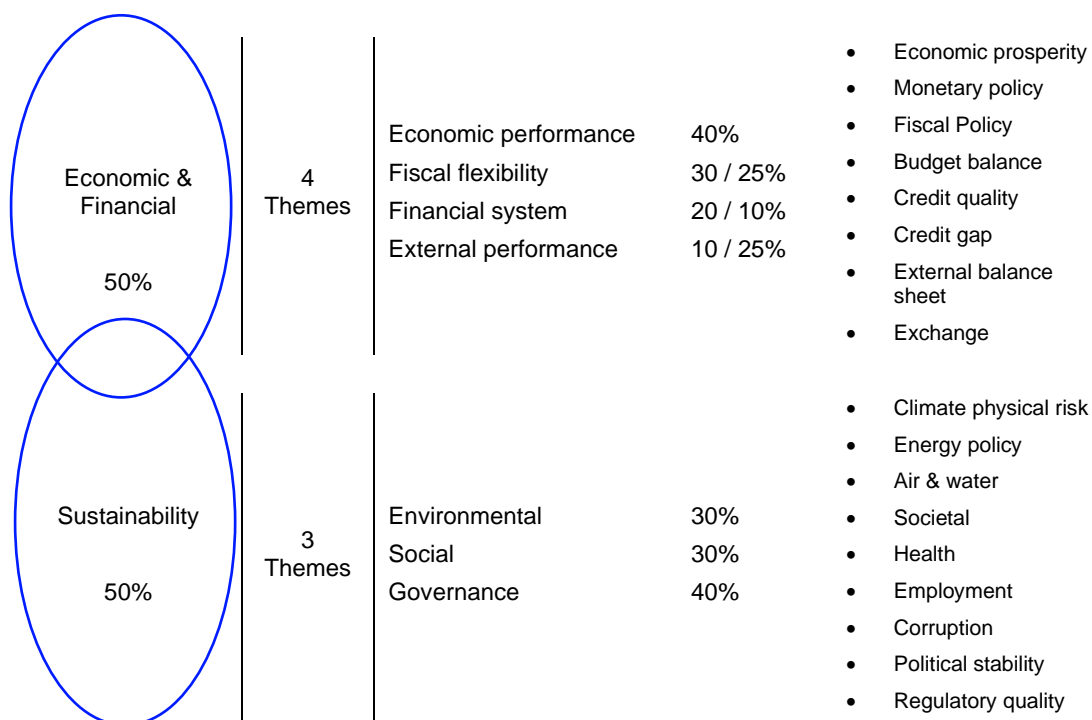 Economic &
Financial
50%
4
Themes
Economic performance 40%
Fiscal flexibility 30 / 25%
Financial system 20 / 10%
External performance 10 / 25%
• Economic prosperity
• Monetary policy
• Fiscal Policy
• Budget balance
• Credit quality
• Credit gap
• External balance
sheet
• Exchange
Sustainability
50%
3
Themes
Environmental 30%
Social 30%
Governance 40%
• Climate physical risk
• Energy policy
• Air & water
• Societal
• Health
• Employment
• Corruption
• Political stability
• Regulatory quality